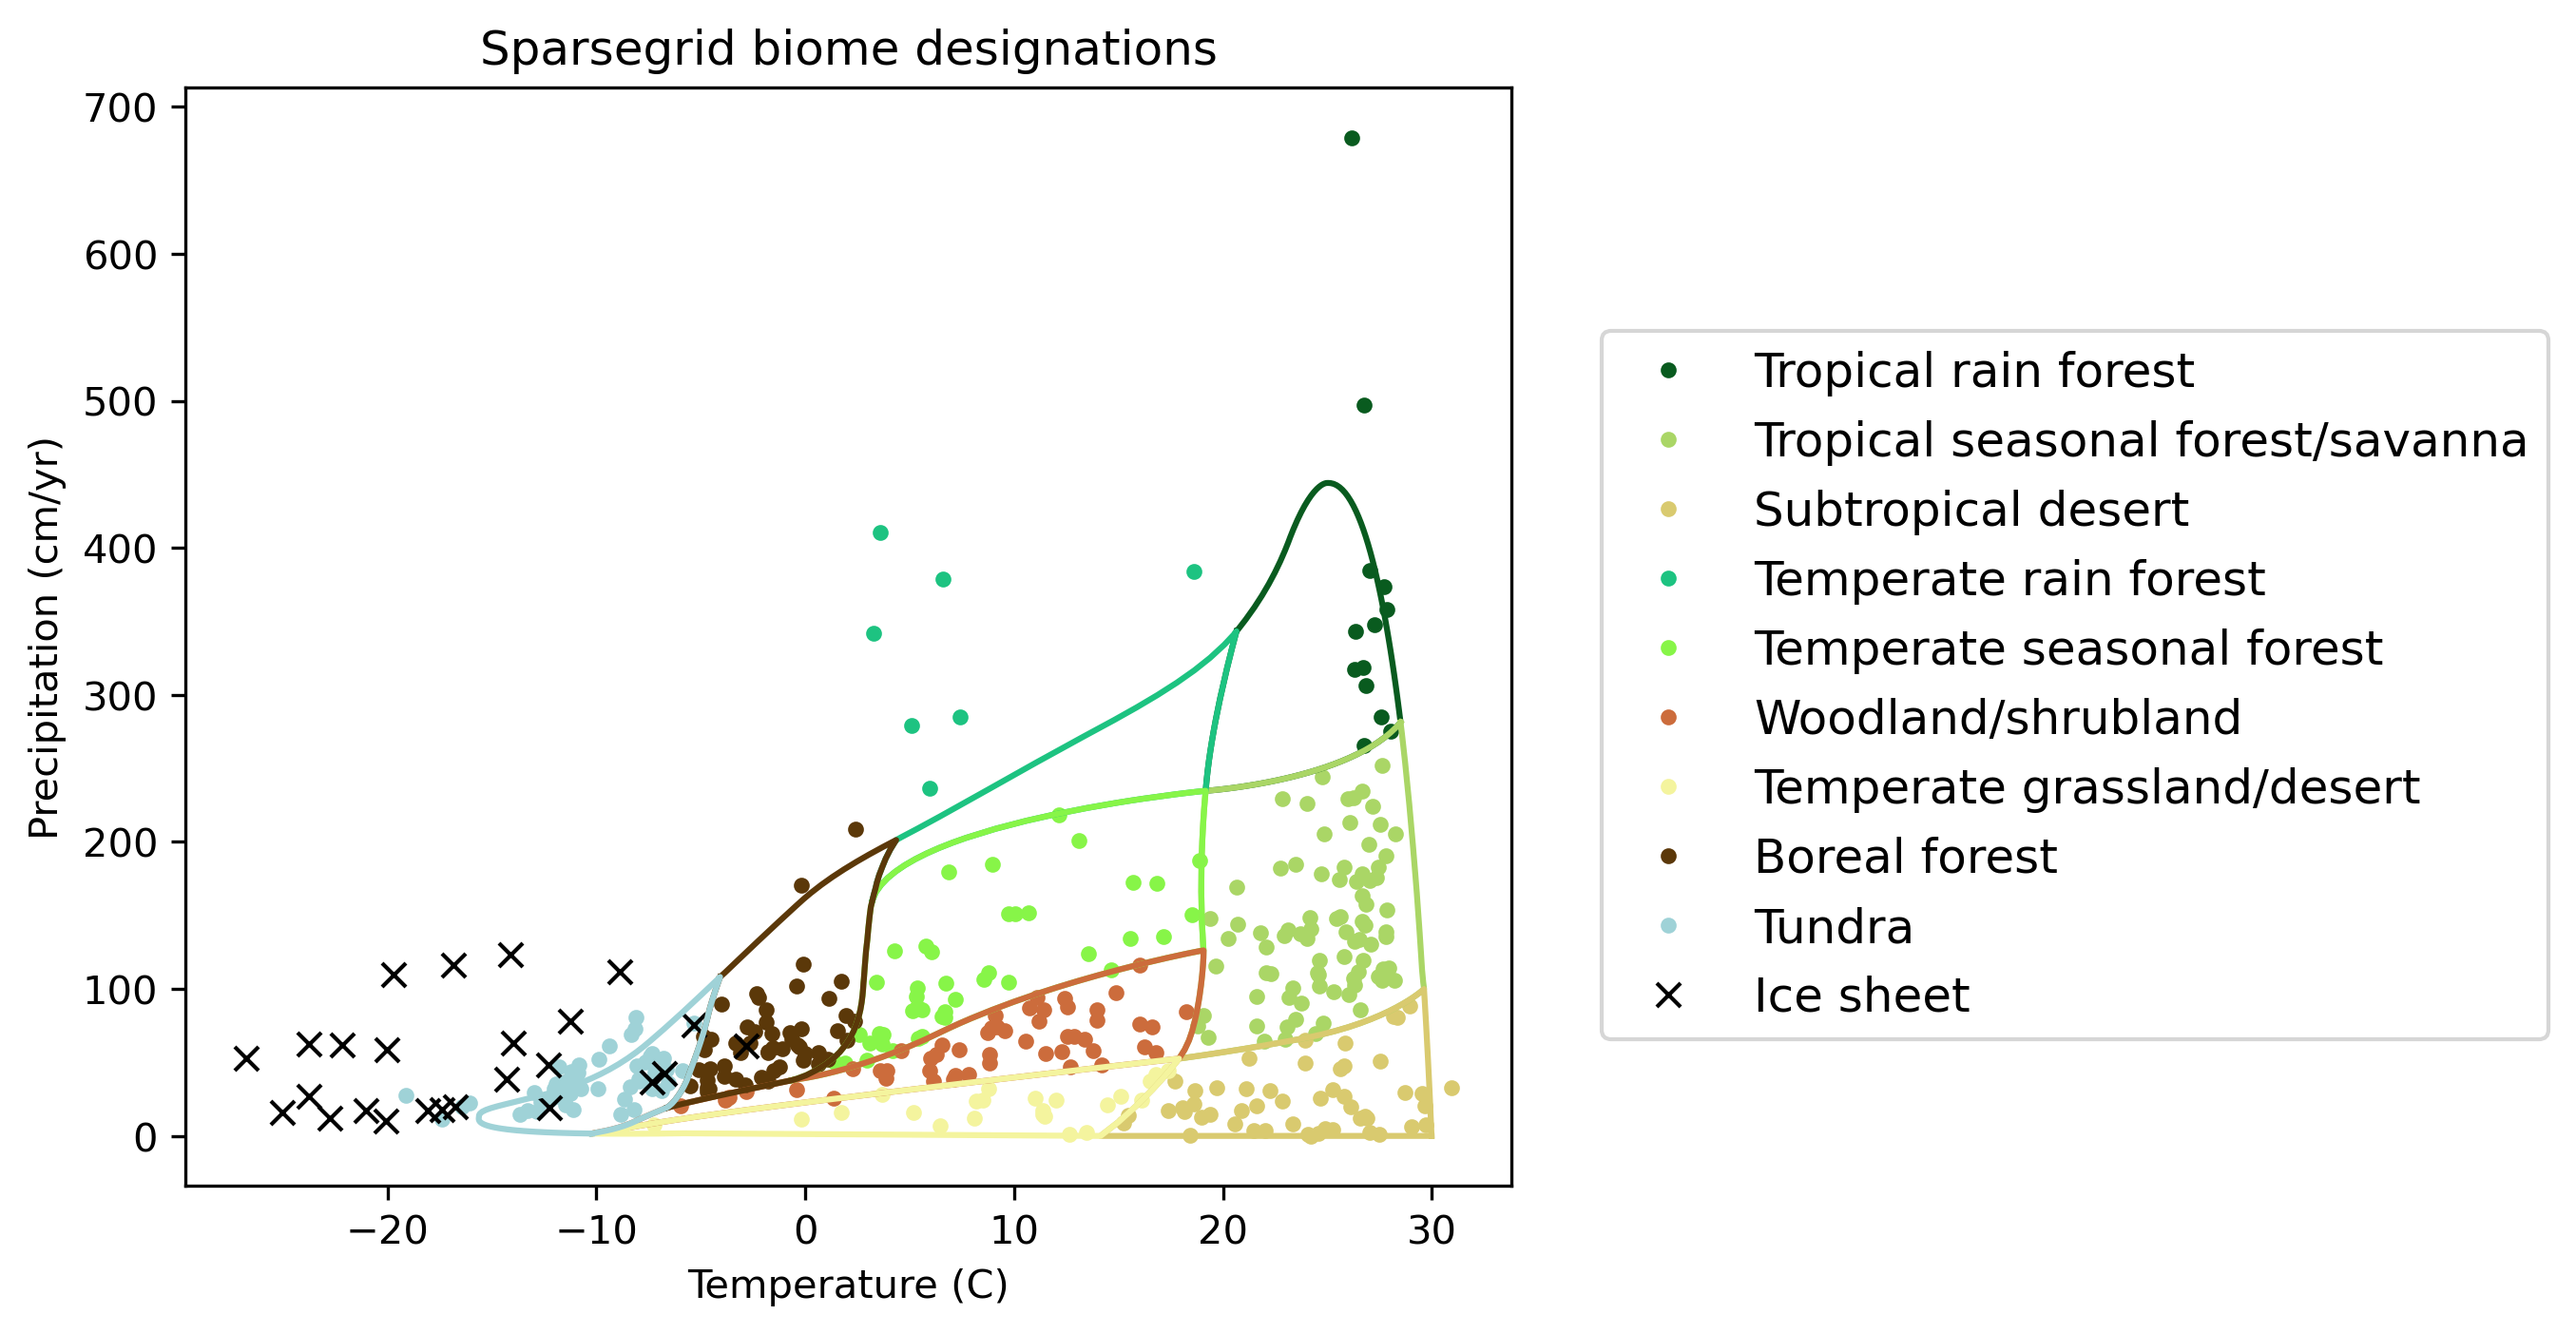 Sparsegrid biome designations
700
600
500
400
300
200
100
0
Precipitation (cm/yr)
−20
−10
0
10
20
30
Temperature (C)
Tropical rain forest
Tropical seasonal forest/savanna
Subtropical desert
Temperate rain forest
Temperate seasonal forest
Woodland/shrubland
Temperate grassland/desert
Boreal forest
Tundra
Ice sheet